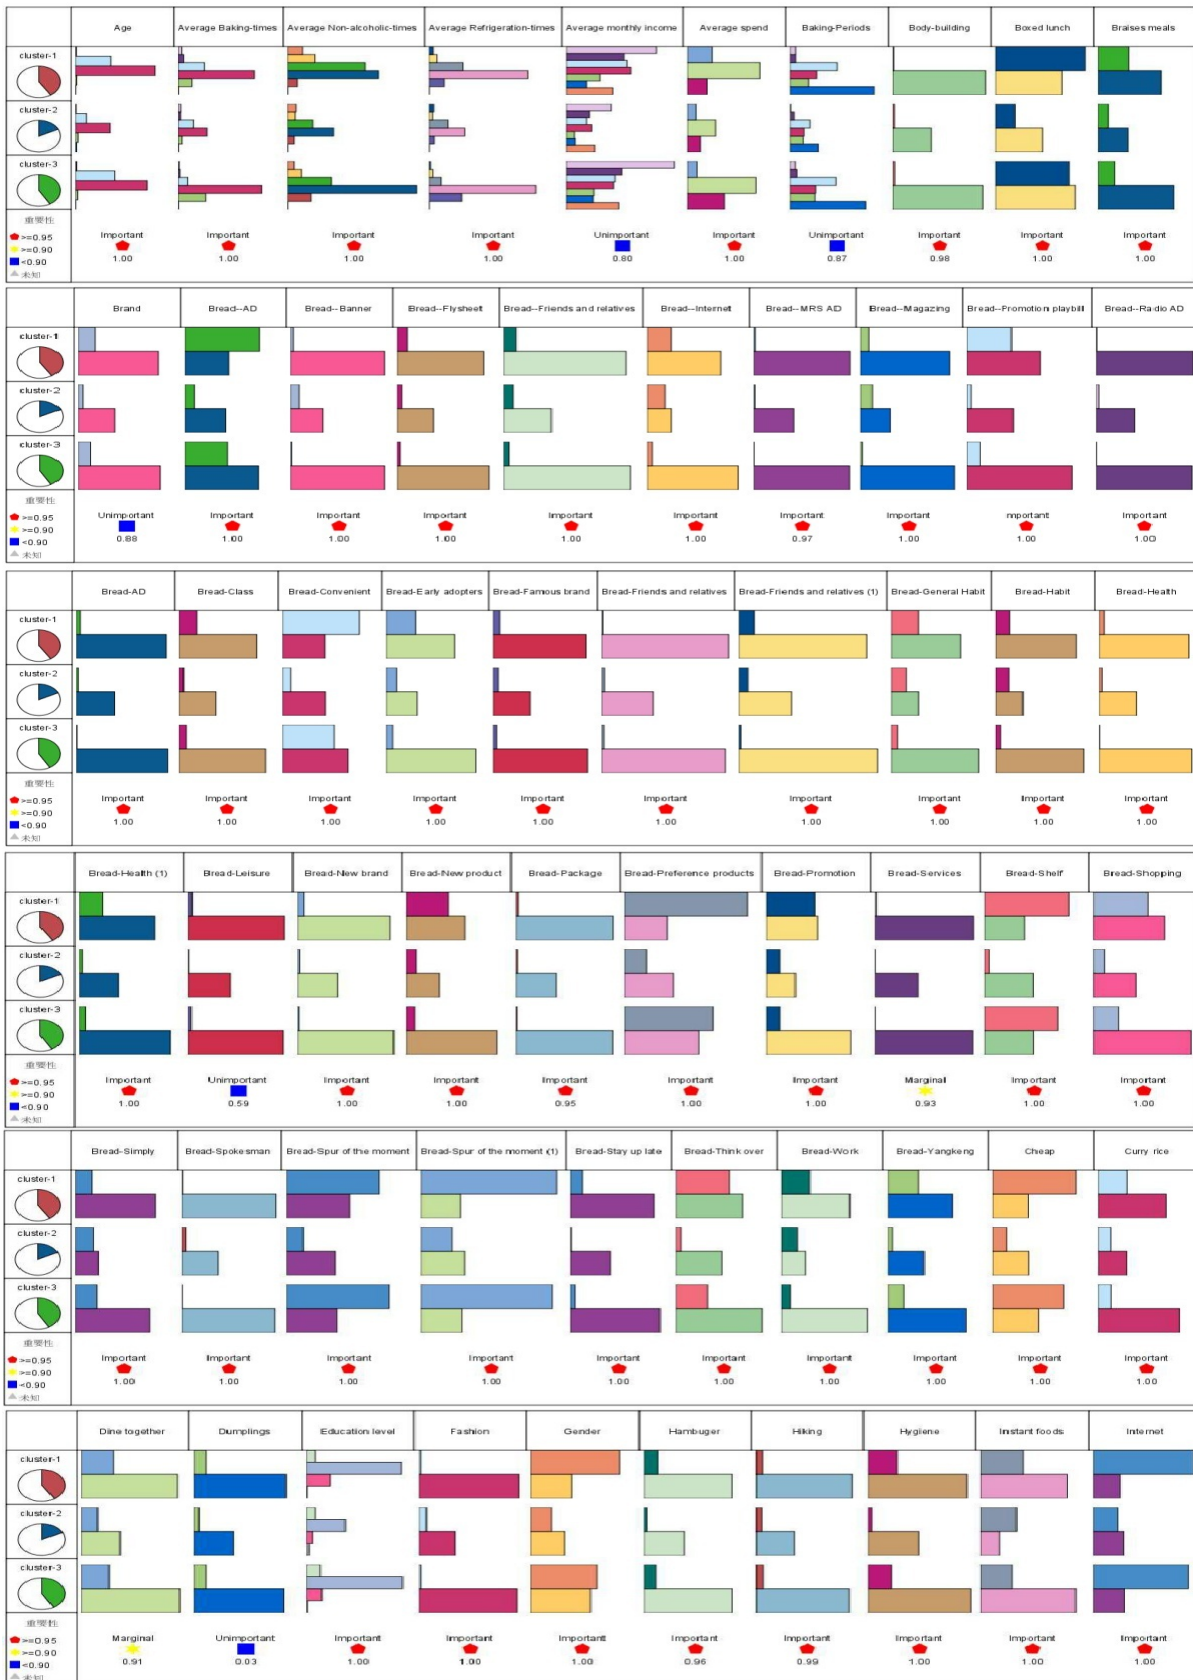 Age Average Baking-times Average Non-alcoholic-times Average Refrigeration-times Average monthly income Average spend Baking-Periods Body-building Boxed lunch Braises meals
cluster-1
cluster-2
cluster-3
重要性
Important Important Important Important Unimportant Important Unimportant Important Important Important
>=0.95
>=0.90
1.00 1.00 1.00 1.00 0.80 1.00 0.87 0.98 1.00 1.00
<0.90
未知
Brand Bread--AD Bread--Banner Bread--Flysheet Bread--Friends and relatives Bread--Internet Bread--MRS AD Bread--Magazing Bread--Promotion playbill Bread--Radio AD
cluster-1
cluster-2
cluster-3
重要性
Unimportant Important Important Important Important Important Important Important mportant Important
>=0.95
>=0.90
0.88 1.00 1.00 1.00 1.00 1.00 0.97 1.00 1.00 1.00
<0.90
未知
Bread-AD Bread-Class Bread-Convenient Bread-Early adopters Bread-Famous brand Bread-Friends and relatives Bread-Friends and relatives (1) Bread-General Habit Bread-Habit Bread-Health
cluster-1
cluster-2
cluster-3
重要性
Important Important Important Important Important Important Important Important Important Important
>=0.95
>=0.90
1.00 1.00 1.00 1.00 1.00 1.00 1.00 1.00 1.00 1.00
<0.90
未知
Bread-Health (1) Bread-Leisure Bread-New brand Bread-New product Bread-Package Bread-Preference products Bread-Promotion Bread-Services Bread-Shelf Bread-Shopping
cluster-1
cluster-2
cluster-3
重要性
Important Unimportant Important Important Important Important Important Marginal Important Important
>=0.95
>=0.90
1.00 0.59 1.00 1.00 0.95 1.00 1.00 0.93 1.00 1.00
<0.90
未知
Bread-Simply Bread-Spokesman Bread-Spur of the moment Bread-Spur of the moment (1) Bread-Stay up late Bread-Think over Bread-Work Bread-Yangkeng Cheap Curry rice
cluster-1
cluster-2
cluster-3
重要性
Important Important Important Important Important Important Important Important Important Important
>=0.95
>=0.90
1.00 1.00 1.00 1.00 1.00 1.00 1.00 1.00 1.00 1.00
<0.90
未知
Dine together Dumplings Education level Fashion Gender Hambuger Hiking Hygiene Instant foods Internet
cluster-1
cluster-2
cluster-3
重要性
Marginal Unimportant Important Important Important Important Important Important Important Important
>=0.95
>=0.90
0.91 0.03 1.00 1.00 1.00 0.96 0.99 1.00 1.00 1.00
<0.90
未知